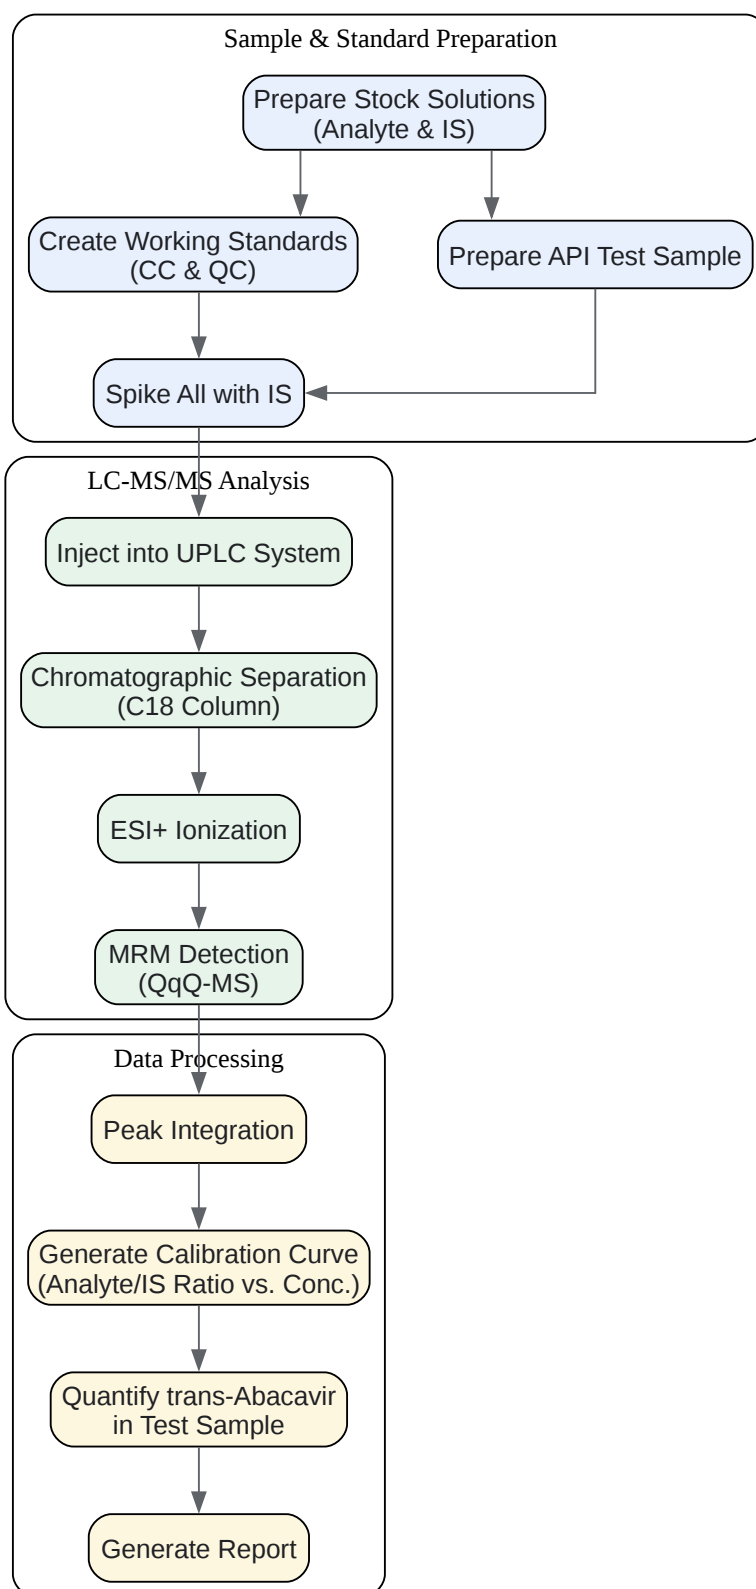 Sample & Standard Preparation
Prepare Stock Solutions
(Analyte & IS)
Create Working Standards
(CC & QC)
Prepare API Test Sample
Spike All with IS
LC-MS/MS Analysis
Inject into UPLC System
Chromatographic Separation
(C18 Column)
ESI+ Ionization
MRM Detection
(QqQ-MS)
Data Processing
Peak Integration
Generate Calibration Curve
(Analyte/IS Ratio vs. Conc.)
Quantify trans-Abacavir
in Test Sample
Generate Report